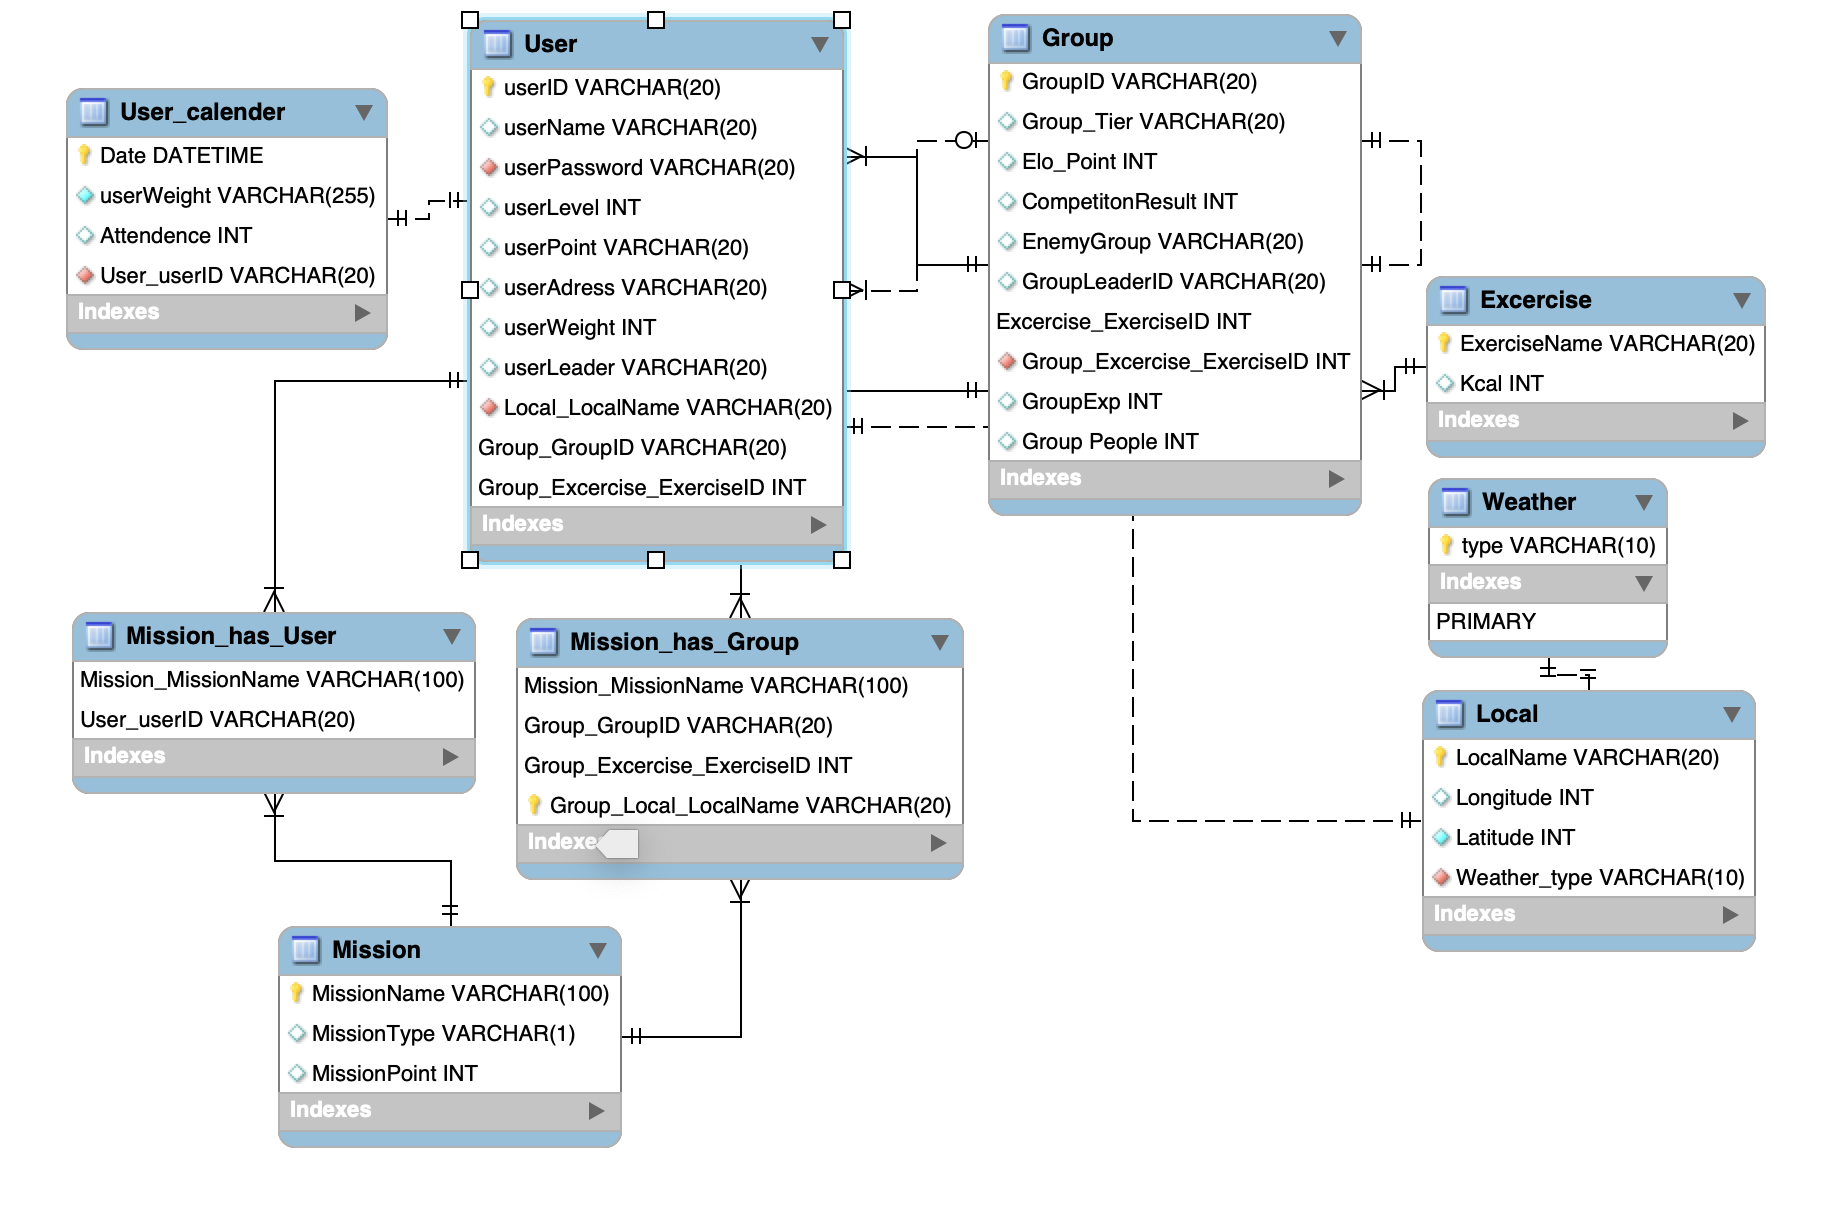 User_calender
Date DATETIME
userWeight VARCHAR(255)
Attendence INT
User_userID VARCHAR(20)
Indexes
User
userID VARCHAR(20)
userName VARCHAR(20)
userPassword VARCHAR(20)
userLevel INT
userPoint VARCHAR(20)
userAdress VARCHAR(20)
userWeight INT
userLeader VARCHAR(20)
Local_LocalName VARCHAR(20)
Group_GroupID VARCHAR(20)
Group_Excercise_ExerciseID INT
Indexes
Group
GroupID VARCHAR(20)
Group_Tier VARCHAR(20)
Elo_Point INT
CompetitonResult INT
EnemyGroup VARCHAR(20)
GroupLeaderID VARCHAR(20)
Excercise_ExerciseID INT
Group_Excercise_ExerciseID INT
GroupExp INT
Group People INT
Indexes
Excercise
ExerciseName VARCHAR(20)
Kcal INT
Indexes
Weather
type VARCHAR(10)
Indexes
PRIMARY
Mission_has_User
Mission_MissionName VARCHAR(100)
User_userID VARCHAR(20)
Indexes
Mission_has_Group
Mission_MissionName VARCHAR(100)
Group_GroupID VARCHAR(20)
Group_Excercise_ExerciseID INT
Group_Local_LocalName VARCHAR(20)
Indexe
Local
LocalName VARCHAR(20)
Longitude INT
Latitude INT
Weather_type VARCHAR(10)
Indexes
Mission
MissionName VARCHAR(100)
MissionType VARCHAR(1)
MissionPoint INT
Indexes